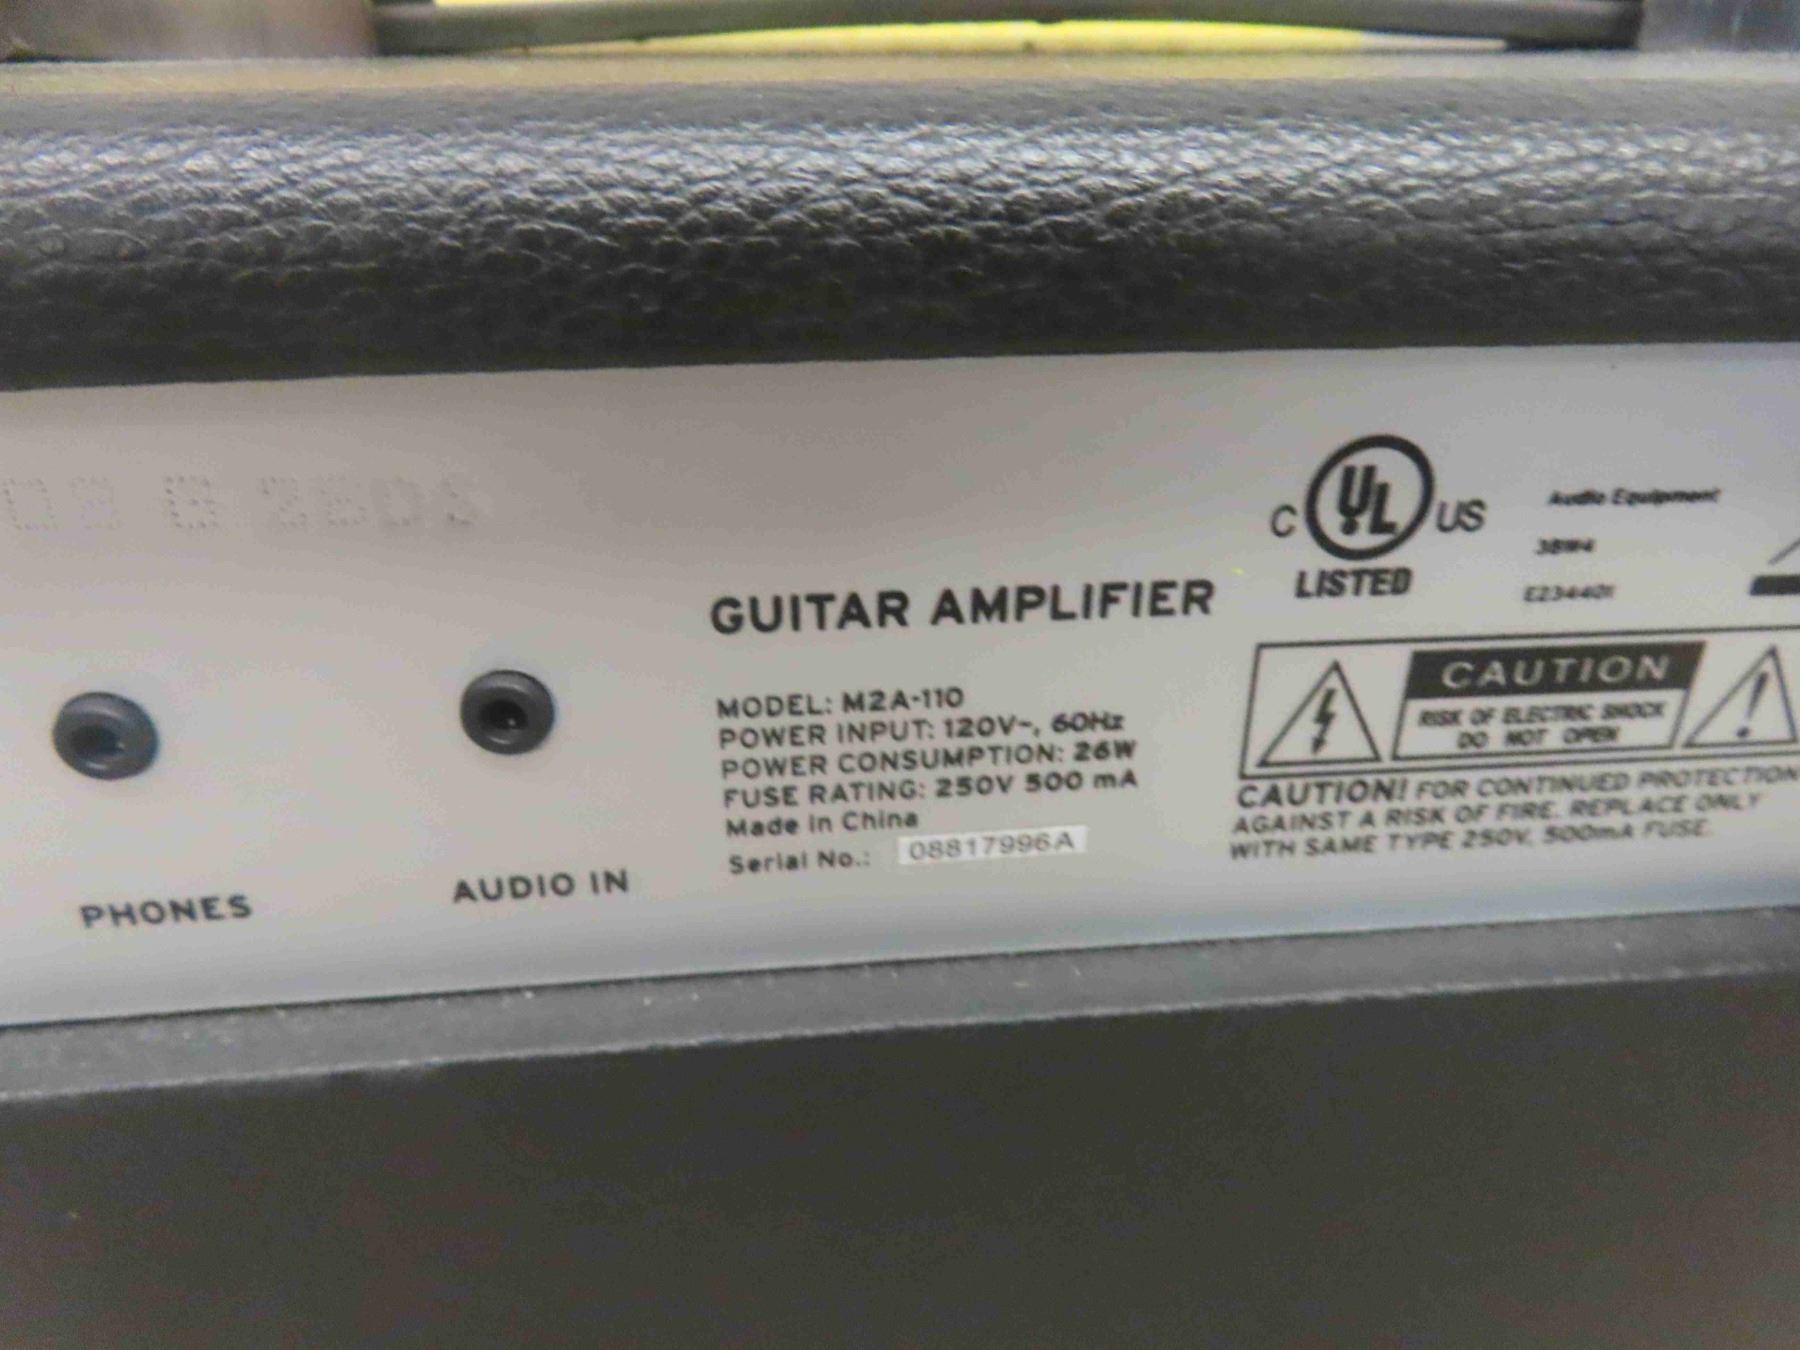 GUITAR AMPLIFIER
MODEL: M2A-110
POWER INPUT: 120V~, 60Hz
POWER CONSUMPTION: 26W
FUSE RATING: 250V 500 mA
Made in China
Serial No.: 08817996A
PHONES
AUDIO IN
C UL US
LISTED
Audio Equipment
3BW4
E234401
CAUTION
RISK OF ELECTRIC SHOCK
DO NOT OPEN
CAUTION! FOR CONTINUED PROTECTION
AGAINST A RISK OF FIRE. REPLACE ONLY
WITH SAME TYPE 250V, 500mA FUSE.